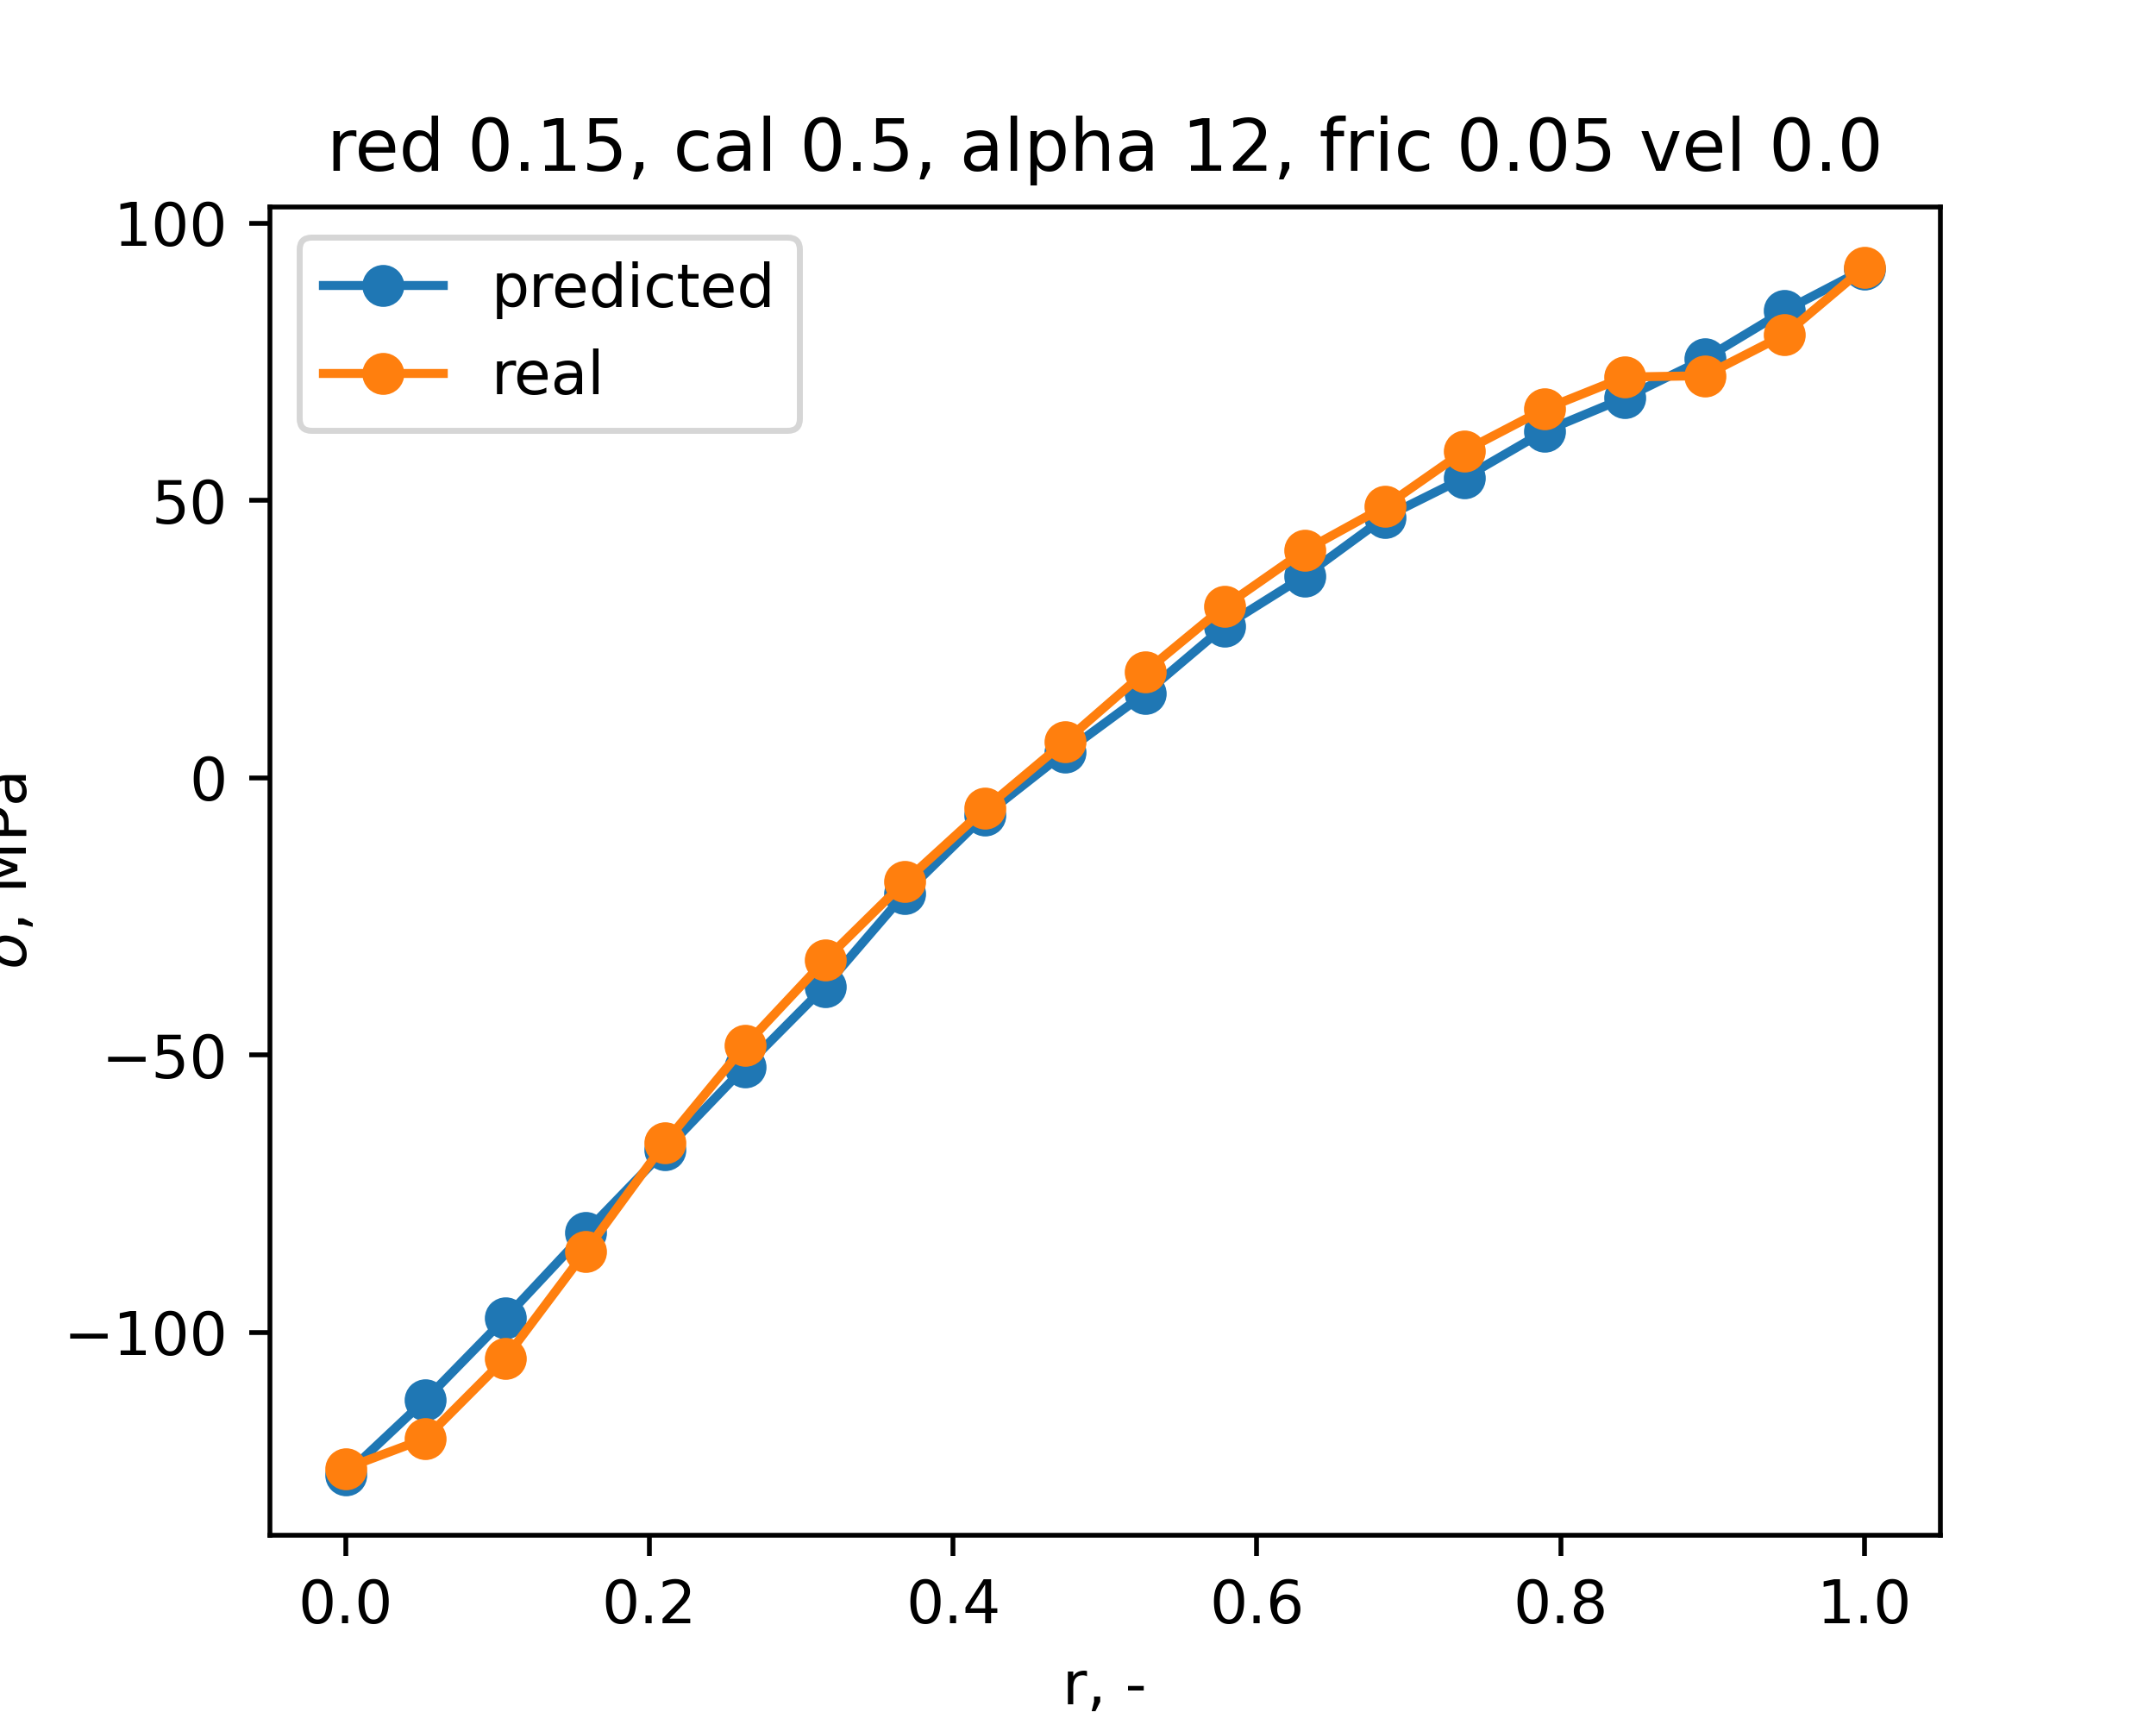 red 0.15, cal 0.5, alpha 12, fric 0.05 vel 0.0
100
50
0
−50
−100
predicted
real
σ, MPa
0.0 0.2 0.4 0.6 0.8 1.0
r, -